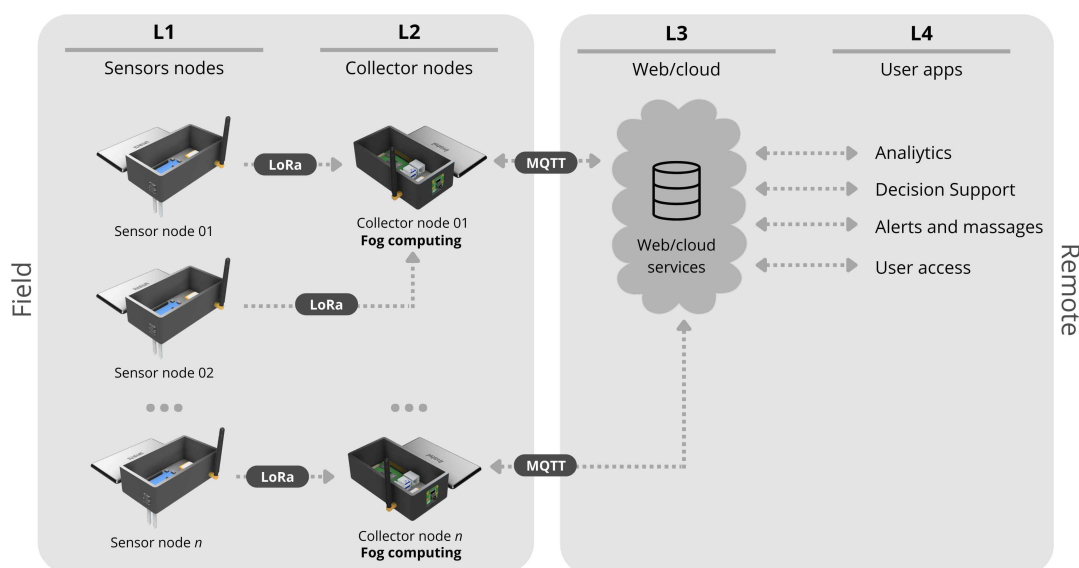 L1
L2
L3
L4
Sensors nodes
Collector nodes
Web/cloud
User apps
Field
Remote
LoRa
MQTT
Sensor node 01
Collector node 01
Fog computing
Web/cloud
services
Analiytics
Decision Support
Alerts and massages
User access
LoRa
Sensor node 02
LoRa
MQTT
Sensor node n
Collector node n
Fog computing